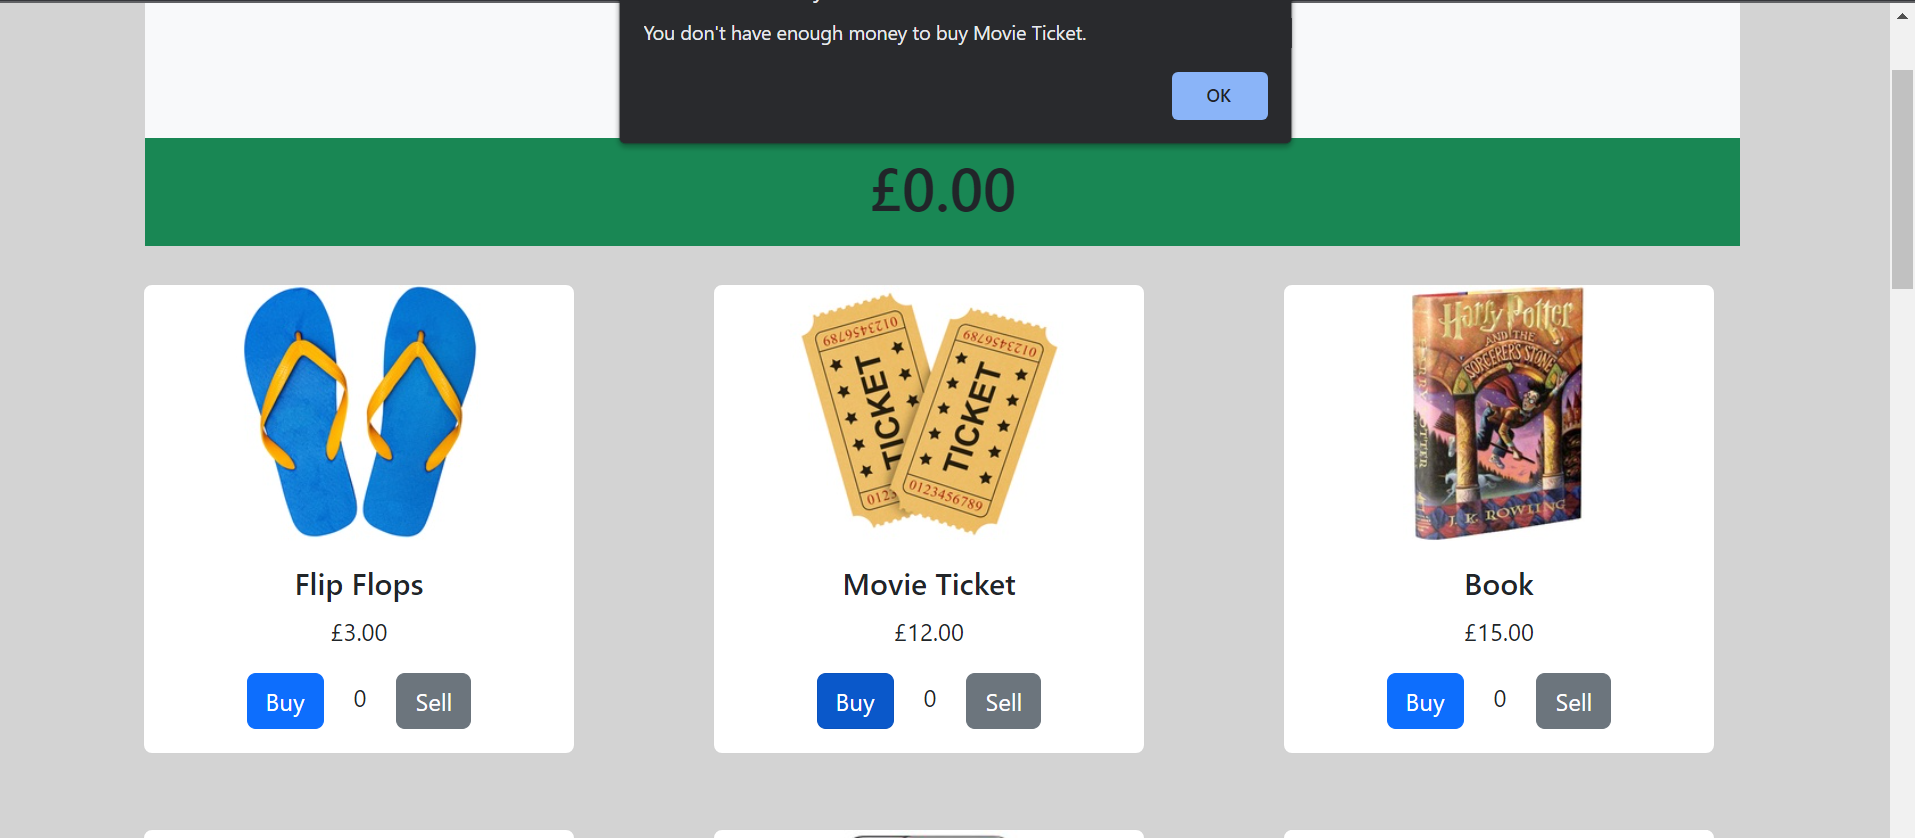 You don't have enough money to buy Movie Ticket.
OK
£0.00
0123456789
TICKET
0123
0123456789
TICKET
0123456789
Harry Potter
AND THE
SORCERER'S STONE
J. K. ROWLING
Flip Flops
Movie Ticket
Book
£3.00
£12.00
£15.00
Buy 0 Sell
Buy 0 Sell
Buy 0 Sell